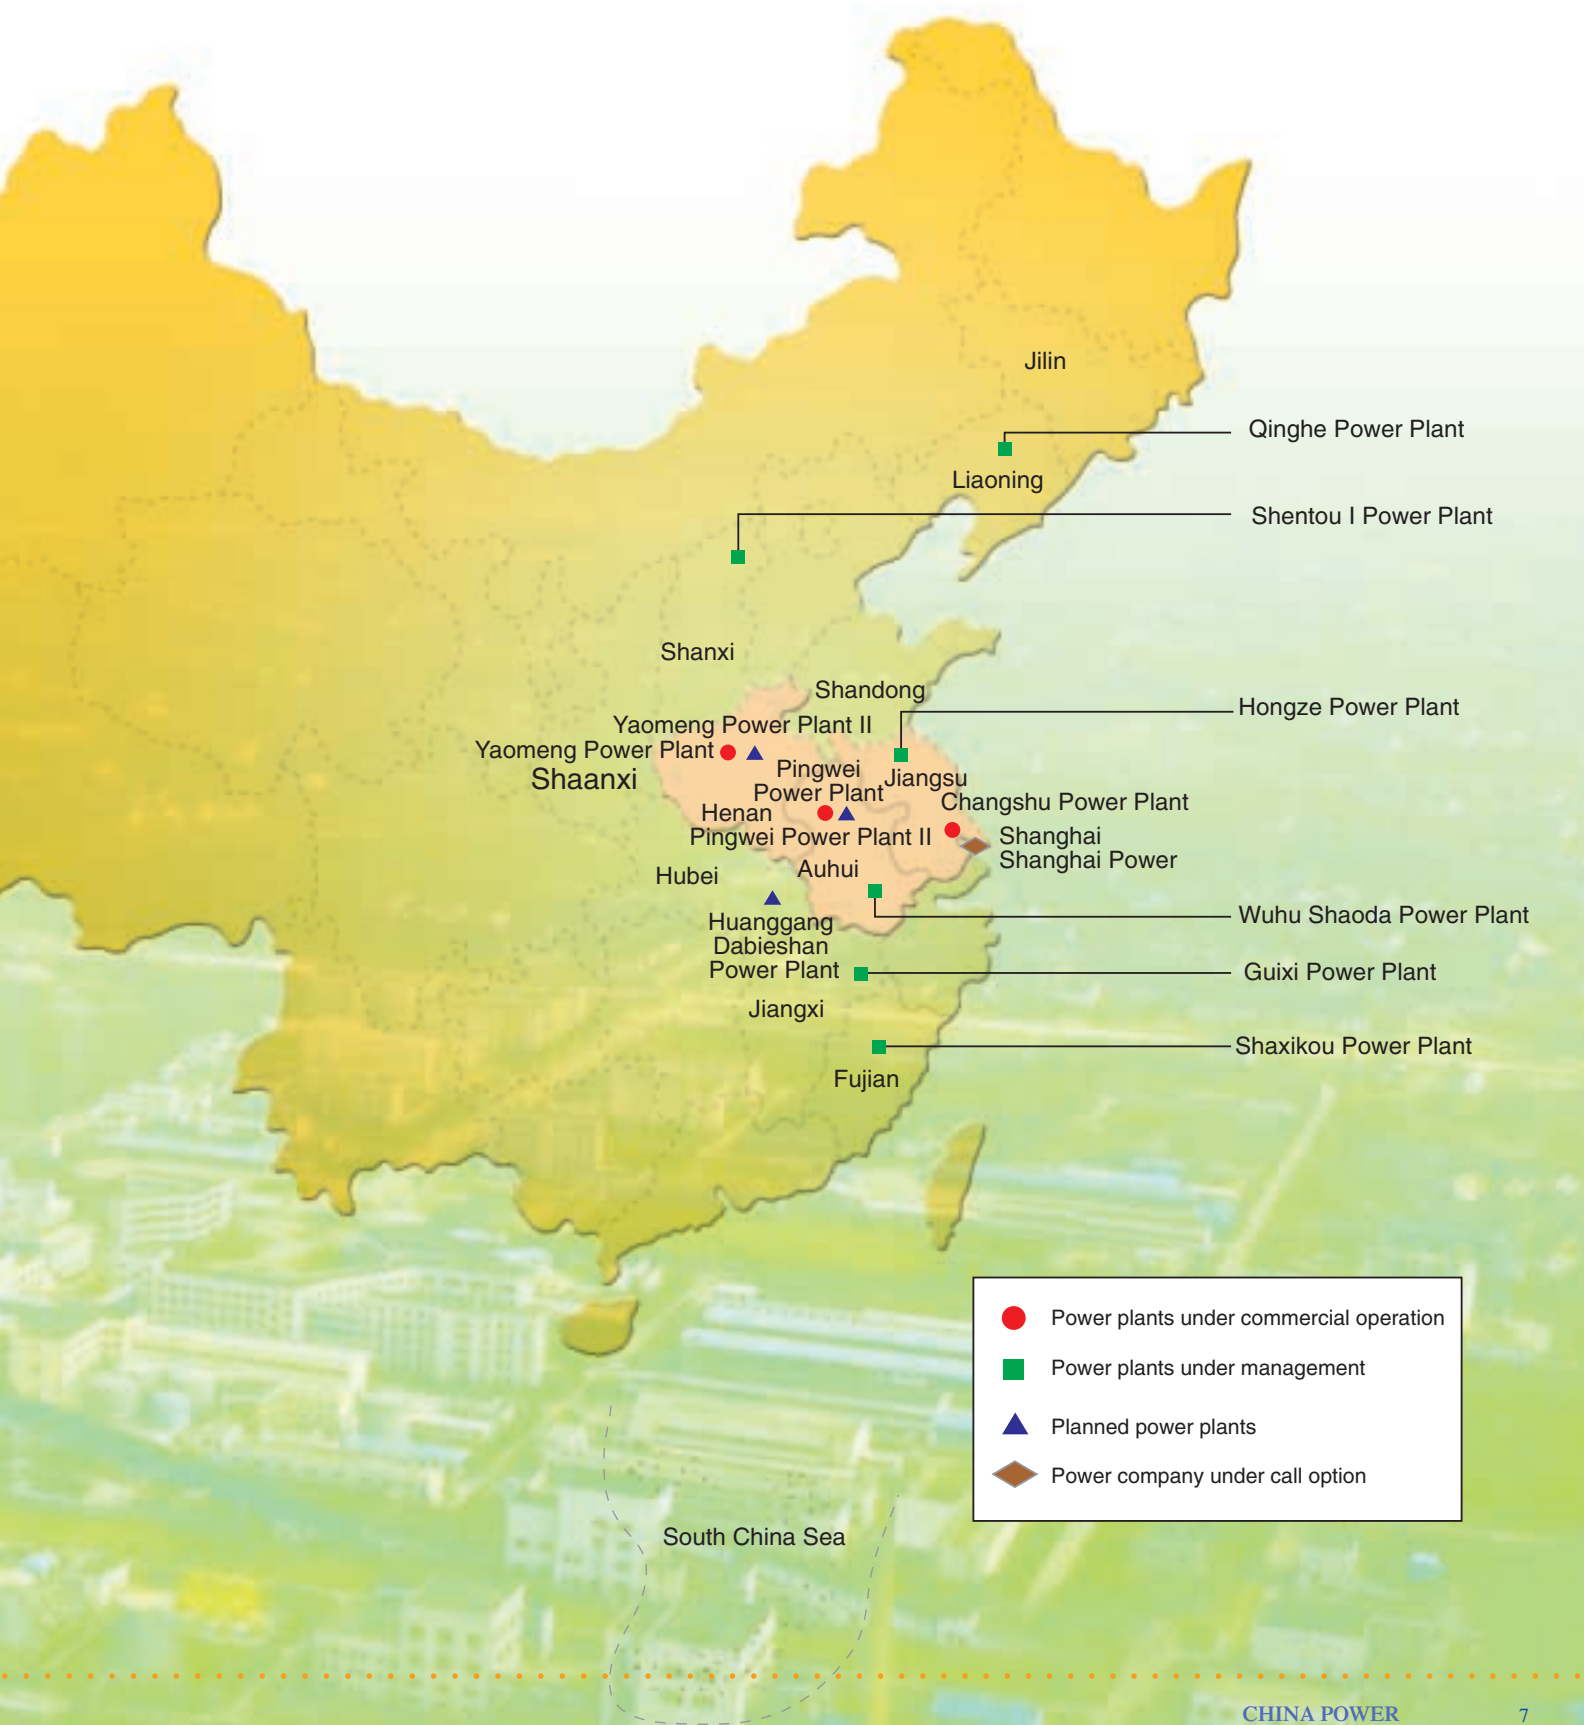 Jilin
Qinghe Power Plant
Liaoning
Shentou I Power Plant
Shanxi
Shandong
Hongze Power Plant
Yaomeng Power Plant II
Yaomeng Power Plant
Shaanxi
Pingwei
Power Plant
Jiangsu
Changshu Power Plant
Henan
Pingwei Power Plant II
Shanghai
Shanghai Power
Auhui
Hubei
Wuhu Shaoda Power Plant
Huanggang
Dabieshan
Power Plant
Guixi Power Plant
Jiangxi
Shaxikou Power Plant
Fujian
Power plants under commercial operation
Power plants under management
Planned power plants
Power company under call option
South China Sea
CHINA POWER 7